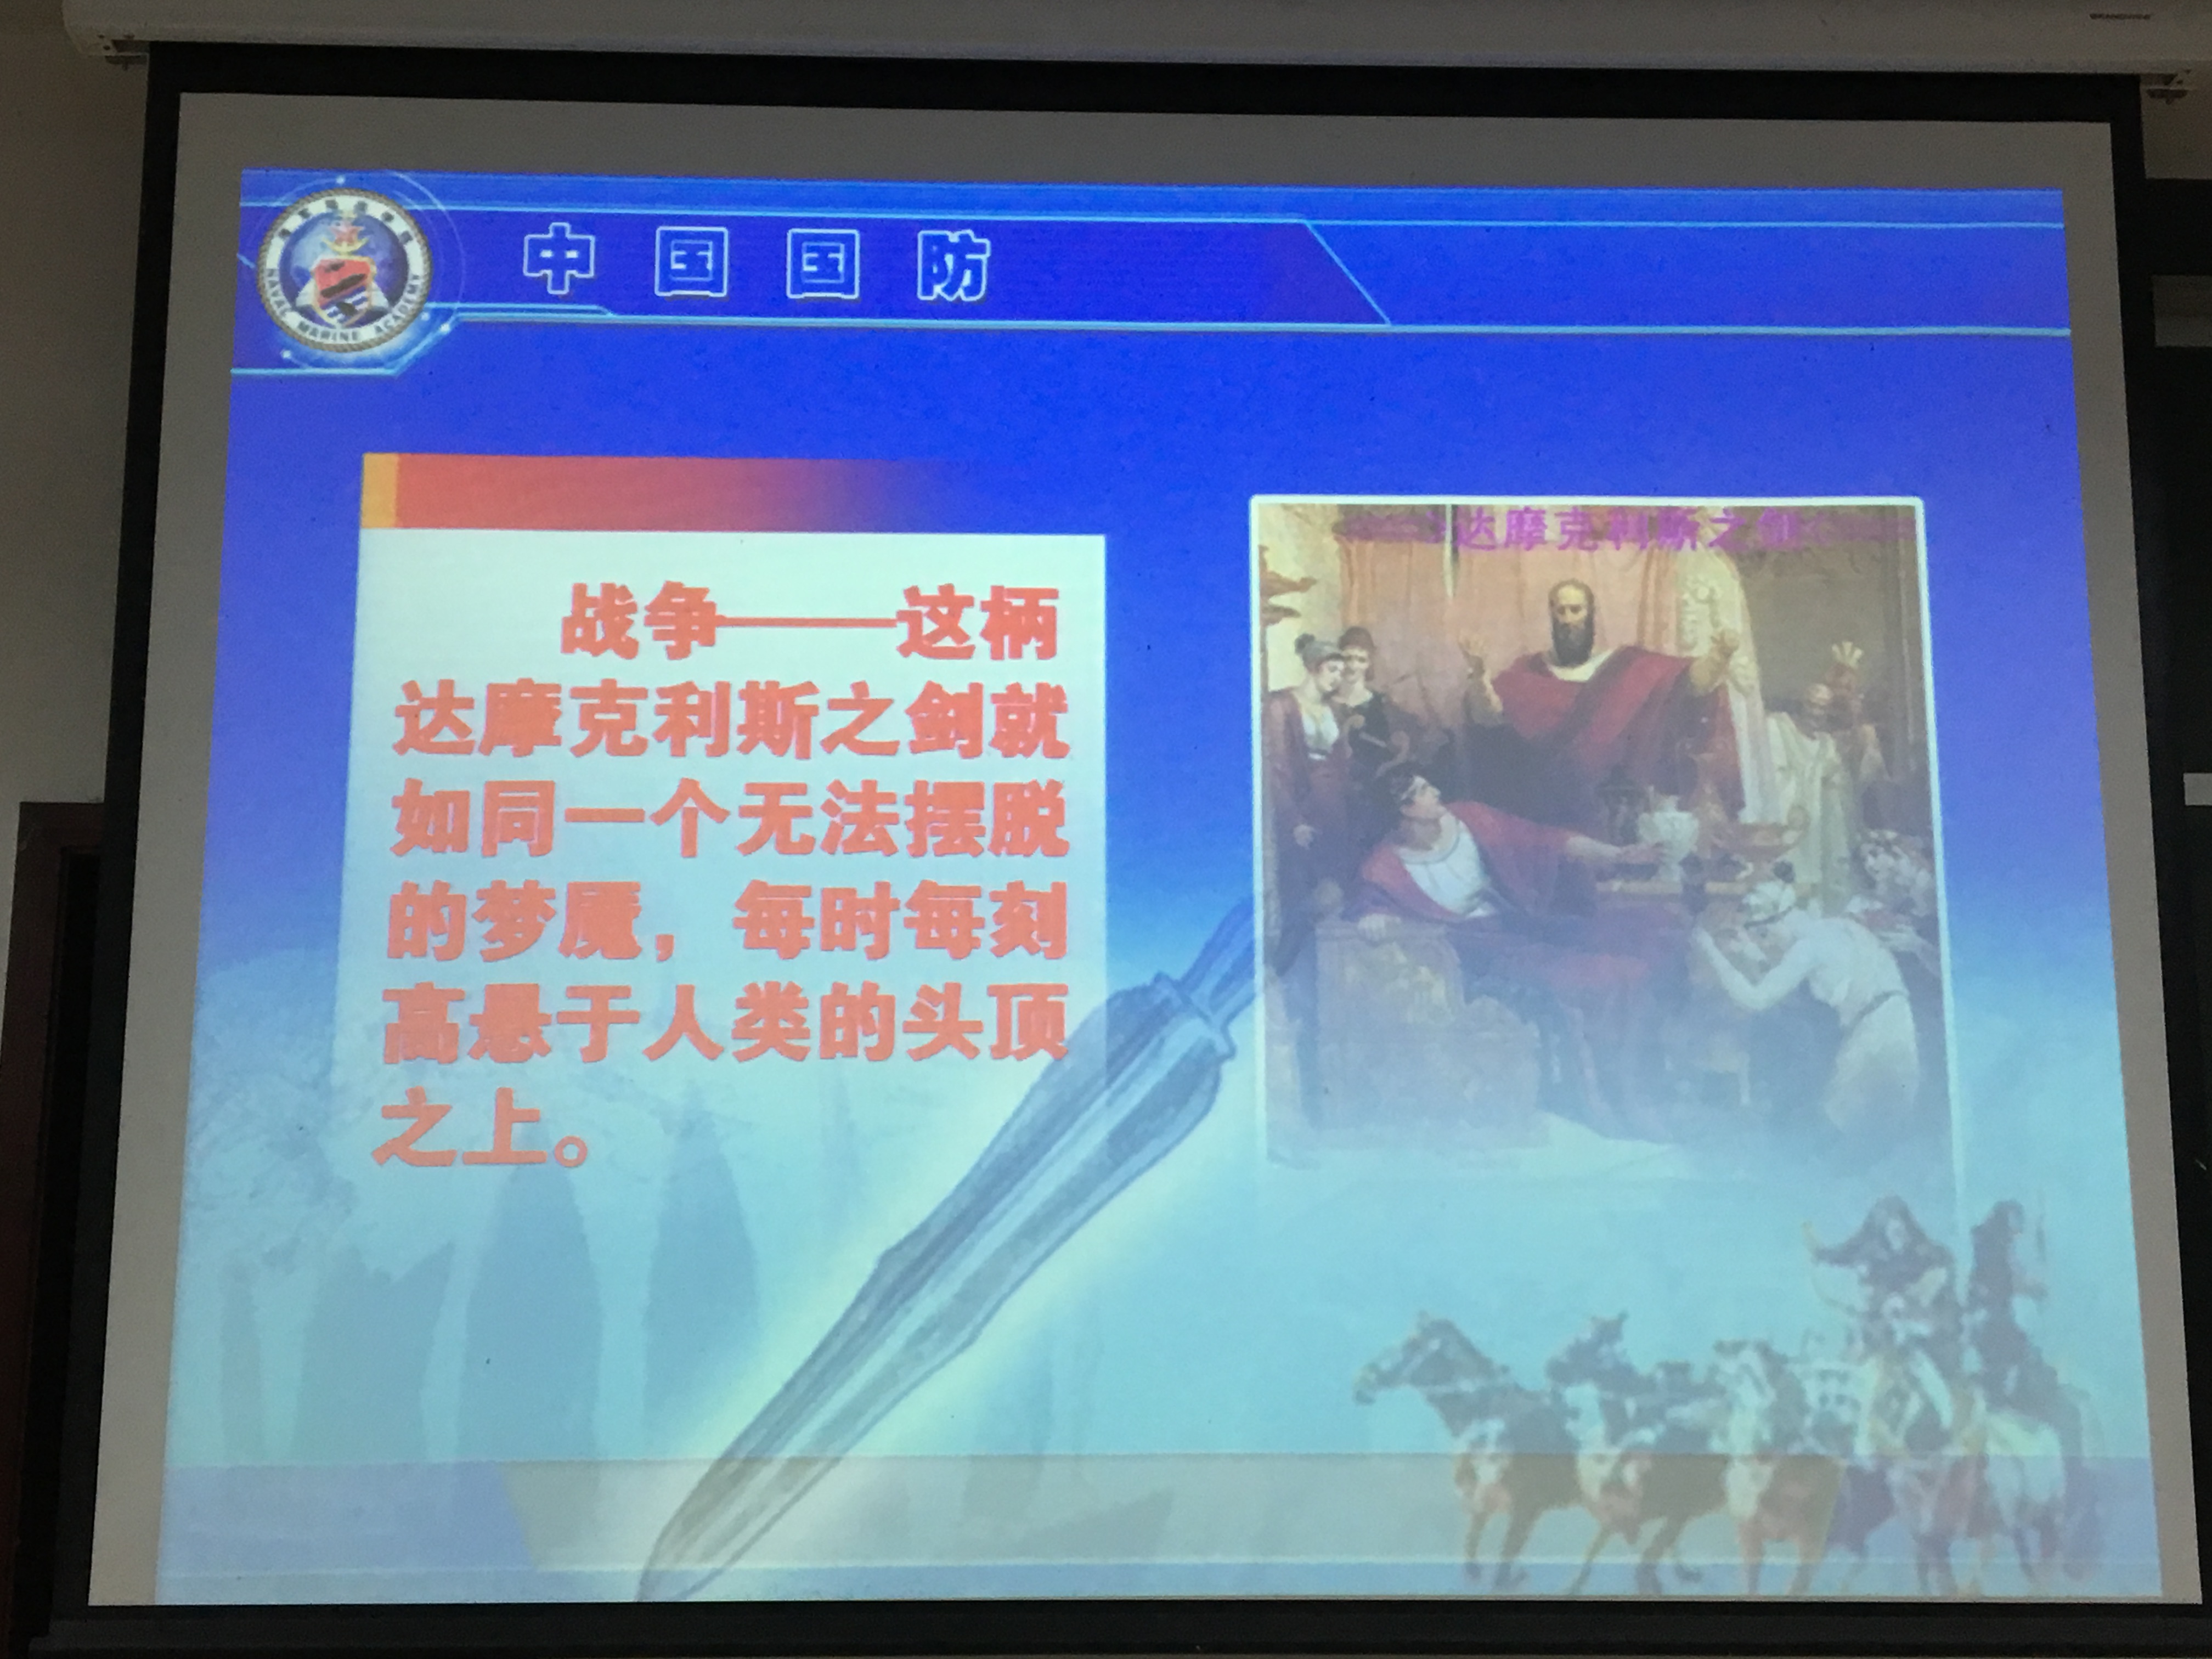 中国国防
NAVAL MARINE ACADEMY
战争——这柄
达摩克利斯之剑就
如同一个无法摆脱
的梦魇，每时每刻
高悬于人类的头顶
之上。
达摩克利斯之剑